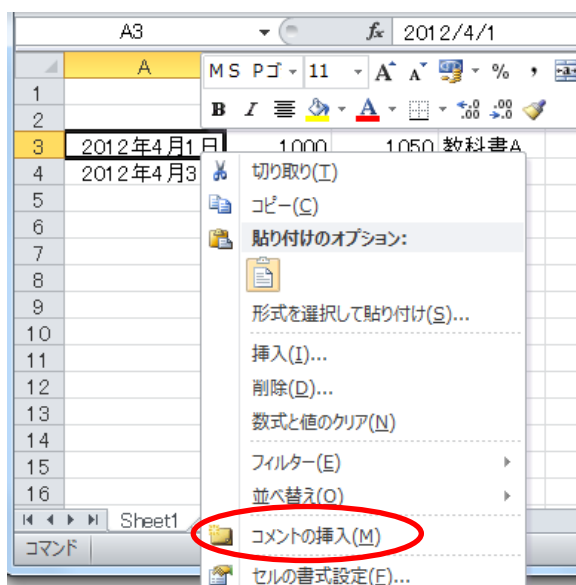 A3 fx 2012/4/1
A
ＭＳ Ｐゴ 11 A A % ,
B I A .0 .00 .00 .0
1
2
3 2012年4月1日 1000 1050 教科書A
4 2012年4月3
5
6
7
8
9
10
11
12
13
14
15
16
切り取り(T)
コピー(C)
貼り付けのオプション:
形式を選択して貼り付け(S)...
挿入(I)...
削除(D)...
数式と値のクリア(N)
フィルター(E)
並べ替え(O)
コメントの挿入(M)
セルの書式設定(F)...
Sheet1
コマンド